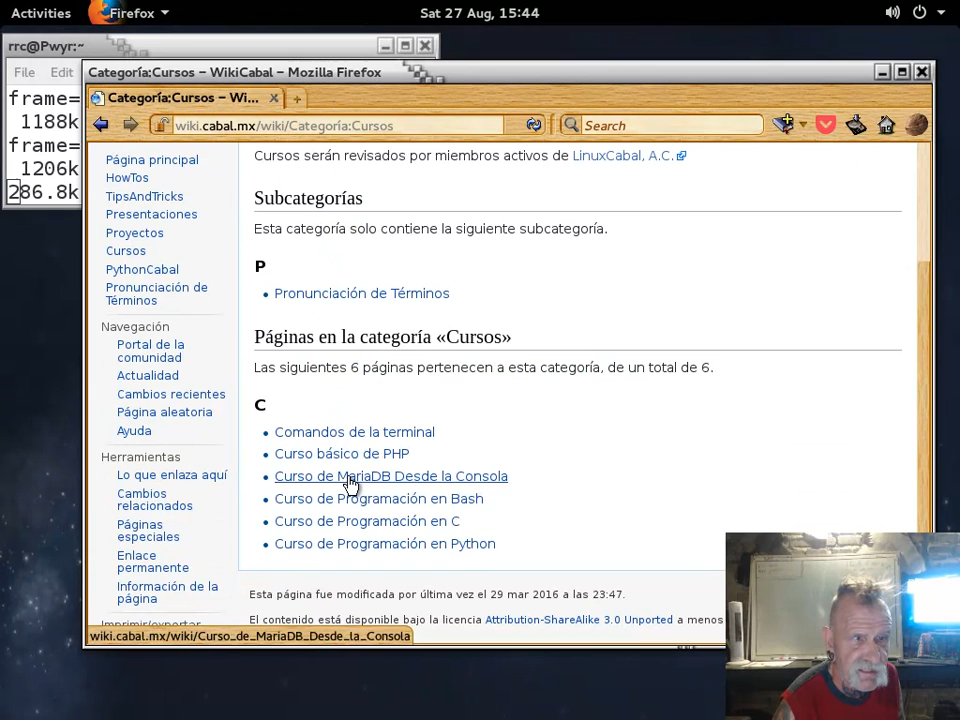 Activities
Firefox
Sat 27 Aug, 15:44
rrc@Pwyr:~
File Edit
frame=
1188k
frame=
1206k
286.8k
Categoría:Cursos – WikiCabal – Mozilla Firefox
Categoría:Cursos – Wi...
wiki.cabal.mx/wiki/Categoría:Cursos
Search
Página principal
HowTos
TipsAndTricks
Presentaciones
Proyectos
Cursos
PythonCabal
Pronunciación de
Términos
Navegación
Portal de la
comunidad
Actualidad
Cambios recientes
Página aleatoria
Ayuda
Herramientas
Lo que enlaza aquí
Cambios
relacionados
Páginas
especiales
Enlace
permanente
Información de la
página
Imprimir/exportar
Cursos serán revisados por miembros activos de LinuxCabal, A.C.
Subcategorías
Esta categoría solo contiene la siguiente subcategoría.
P
Pronunciación de Términos
Páginas en la categoría «Cursos»
Las siguientes 6 páginas pertenecen a esta categoría, de un total de 6.
C
Comandos de la terminal
Curso básico de PHP
Curso de MariaDB Desde la Consola
Curso de Programación en Bash
Curso de Programación en C
Curso de Programación en Python
Esta página fue modificada por última vez el 29 mar 2016 a las 23:47.
El contenido está disponible bajo la licencia Attribution-ShareAlike 3.0 Unported a menos
wiki.cabal.mx/wiki/Curso_de_MariaDB_Desde_la_Consola